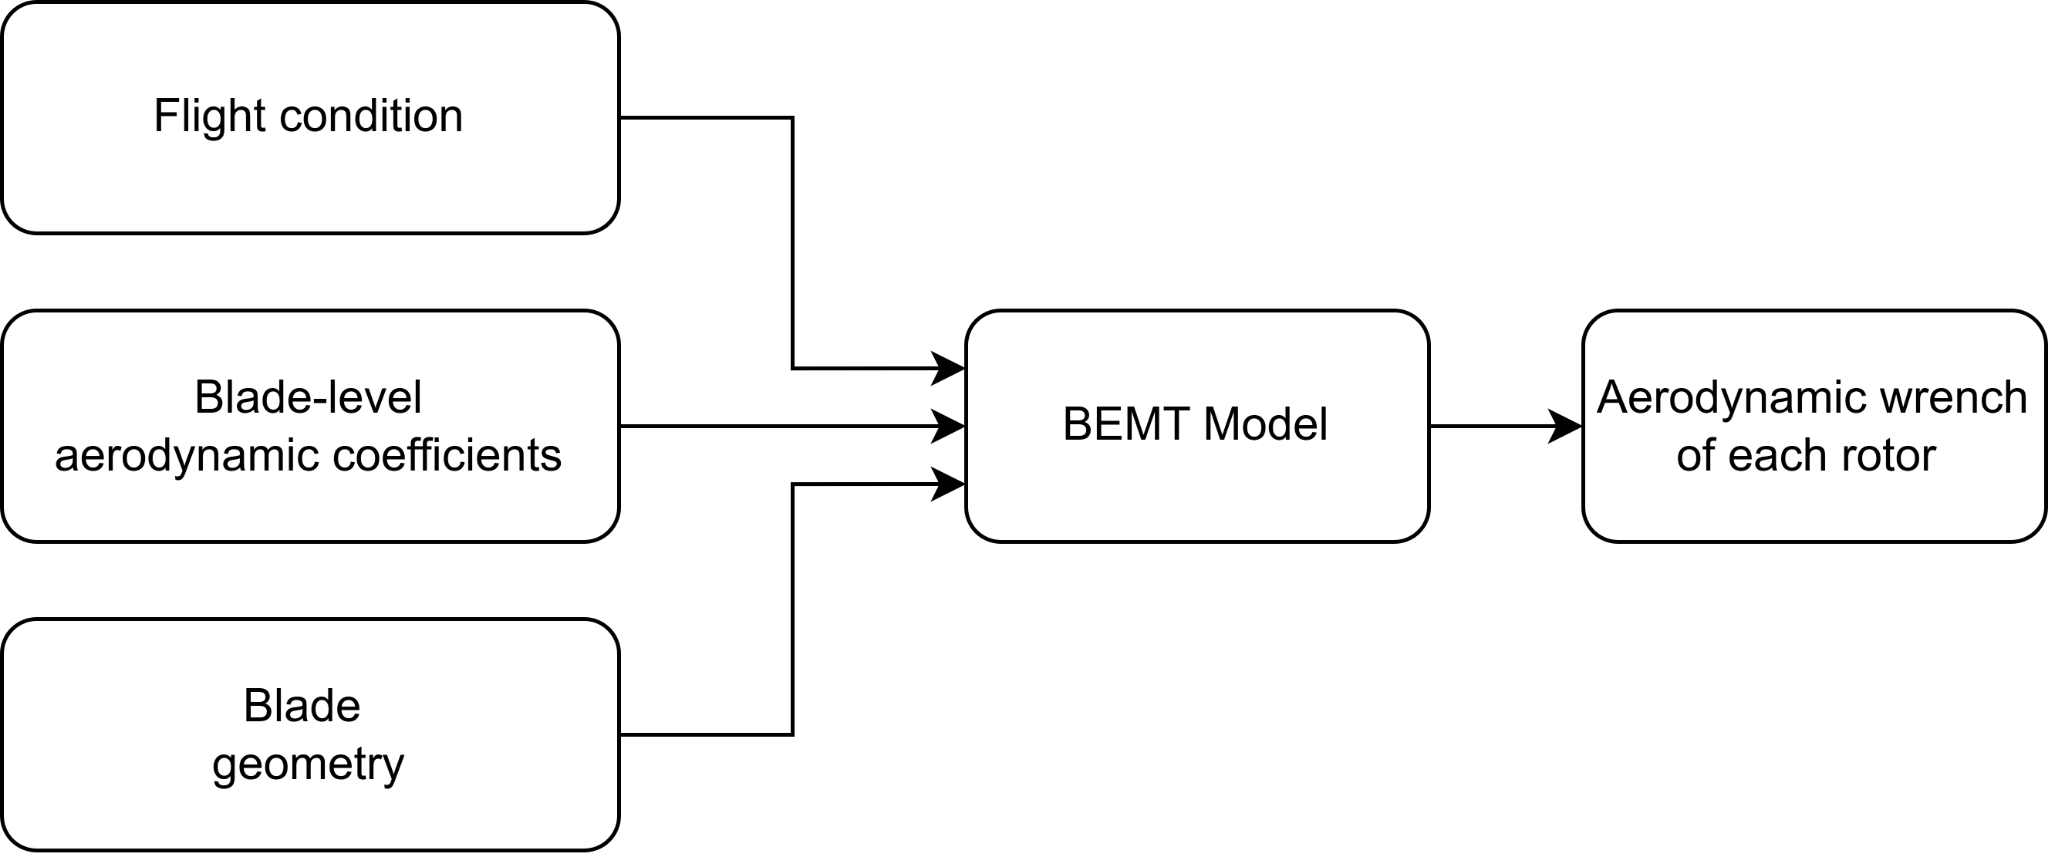 Flight condition
Blade-level
aerodynamic coefficients
Blade
geometry
BEMT Model
Aerodynamic wrench
of each rotor